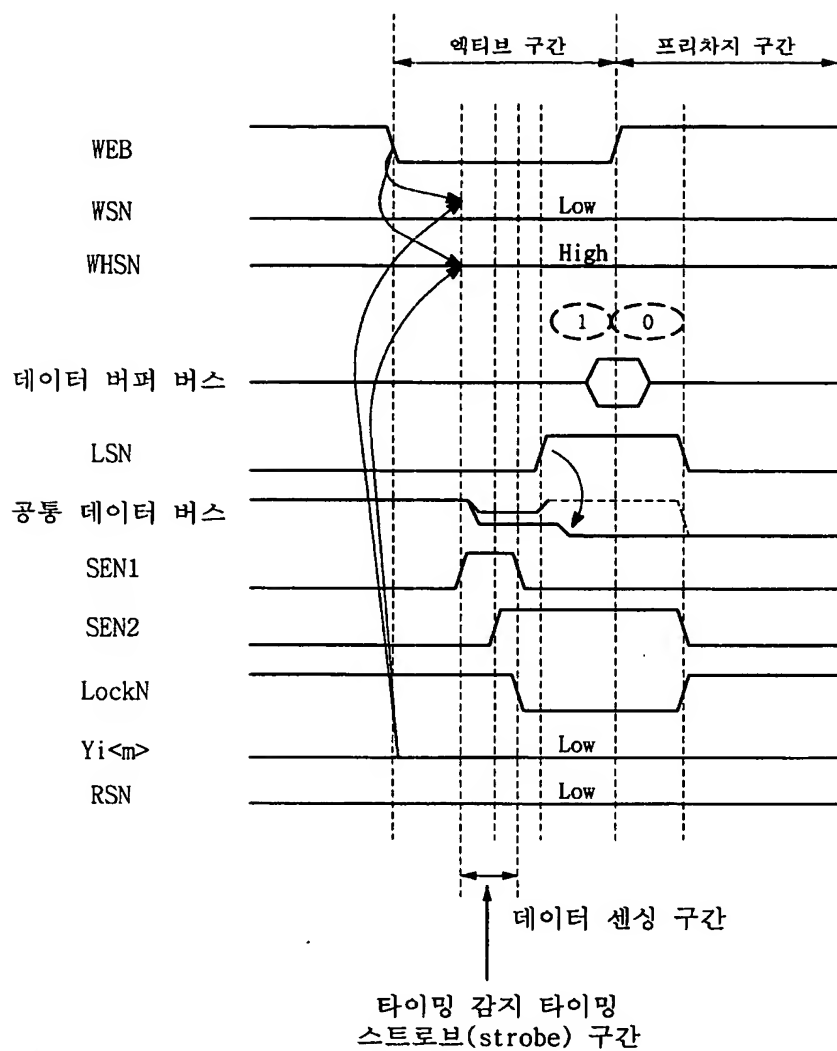 엑티브 구간
프리차지 구간
WEB
WSN
Low
WHSN
High
1
0
데이터 버퍼 버스
LSN
공통 데이터 버스
SEN1
SEN2
LockN
Yi<m>
Low
RSN
Low
데이터 센싱 구간
타이밍 감지 타이밍
스트로브(strobe) 구간